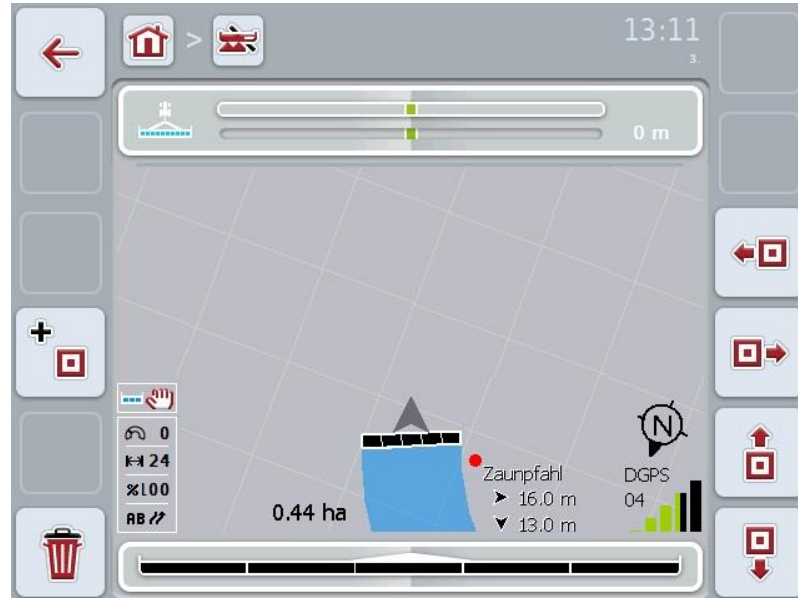 >
13:11
3.
0 m
0
24
%100
AB
0.44 ha
Zaunpfahl
16.0 m
13.0 m
N
DGPS
04